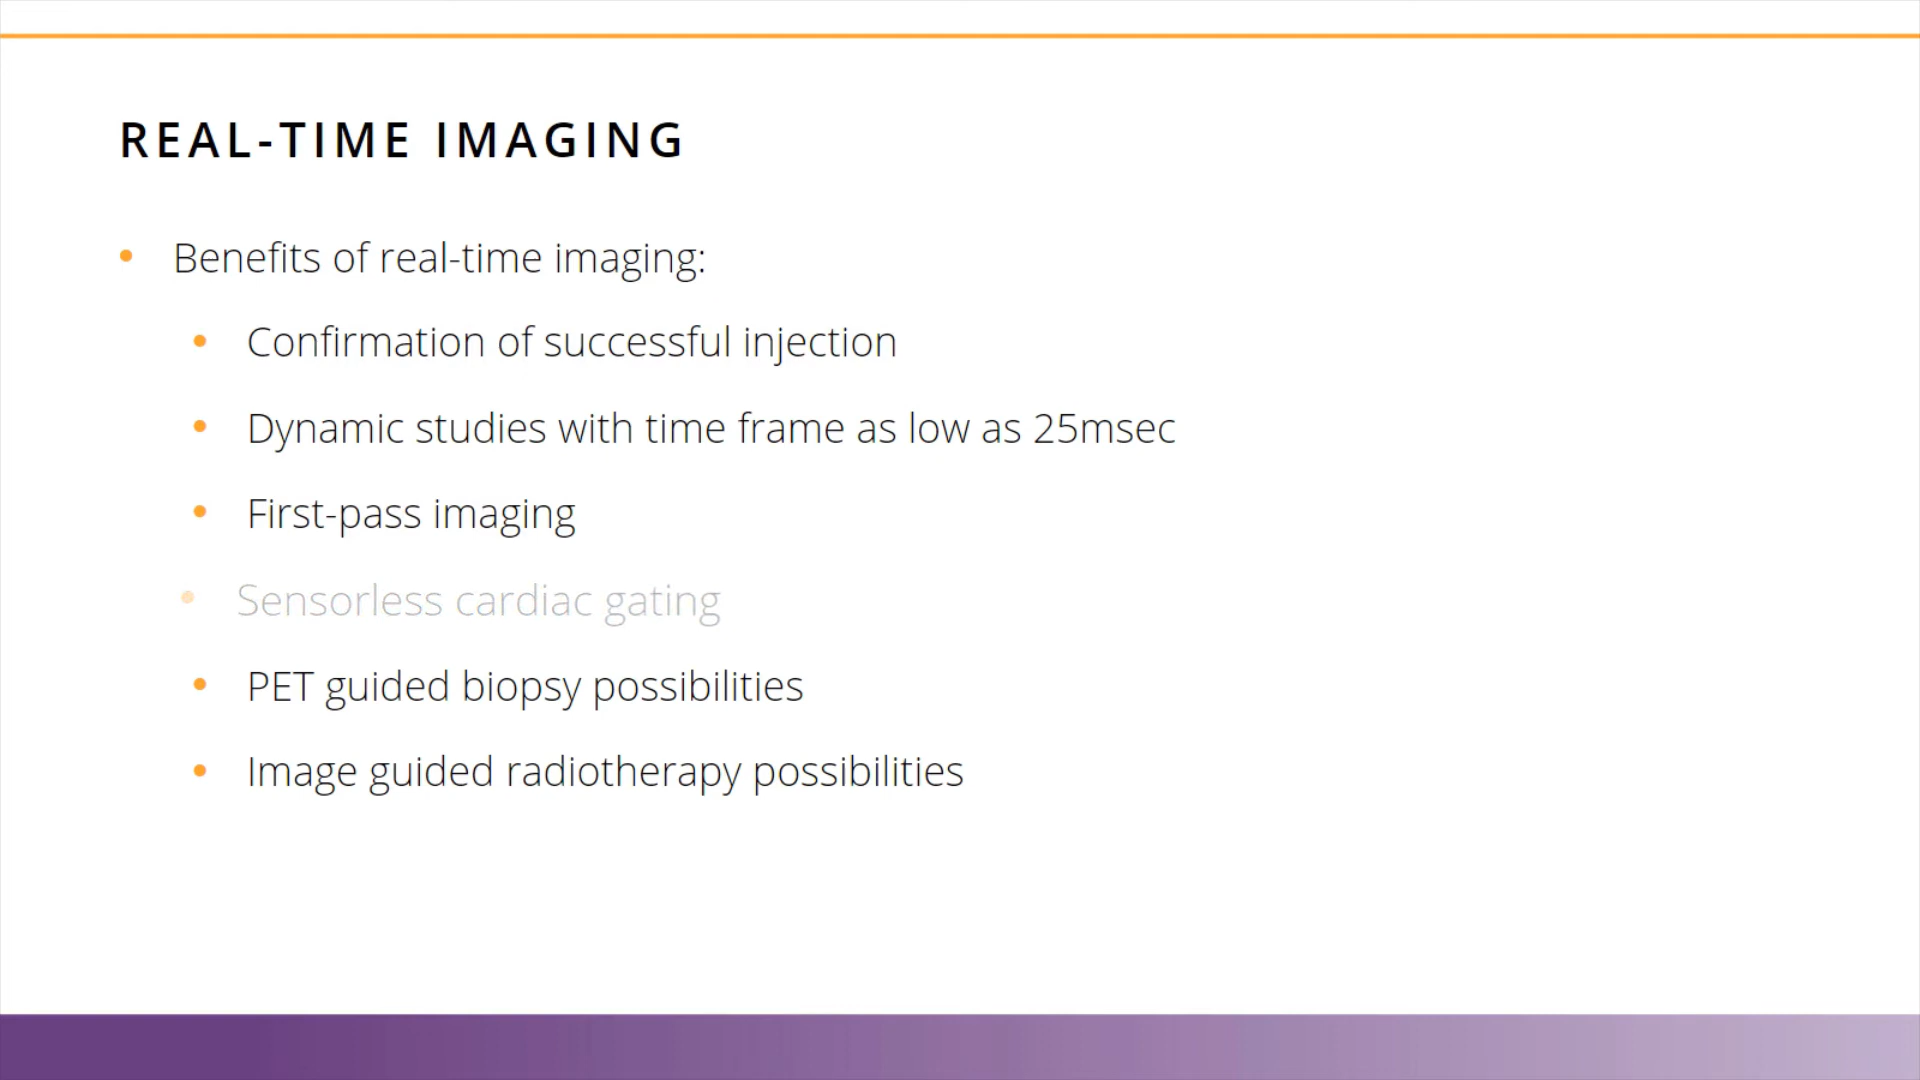 REAL-TIME IMAGING
Benefits of real-time imaging:
Confirmation of successful injection
Dynamic studies with time frame as low as 25msec
First-pass imaging
Sensorless cardiac gating
PET guided biopsy possibilities
Image guided radiotherapy possibilities